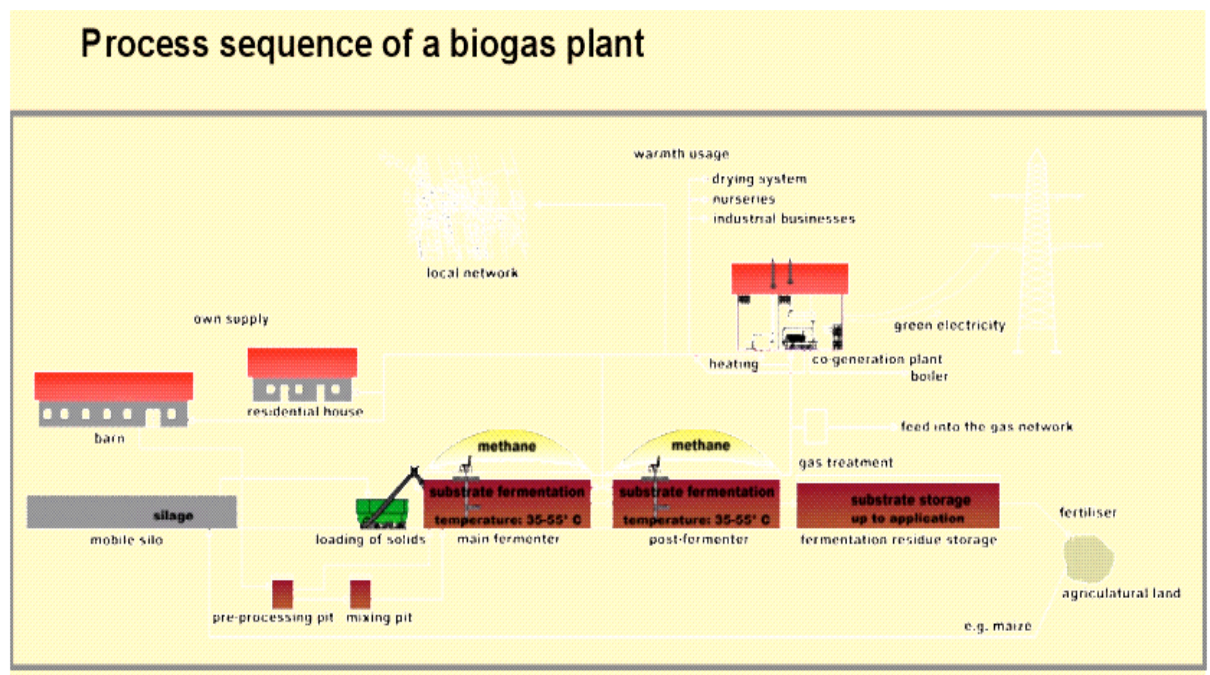 Process sequence of a biogas plant
warmth usage
drying system
nurseries
industrial businesses
local network
own supply
green electricity
heating
co-generation plant
boiler
residential house
barn
feed into the gas network
methane
methane
gas treatment
substrate fermentation
temperature: 35-55° C
substrate fermentation
temperature: 35-55° C
substrate storage
up to application
silage
fertiliser
mobile silo
loading of solids
main fermenter
post-formenter
fermentation residue storage
agriculatural land
pre-processing pit
mixing pit
e.g. maize